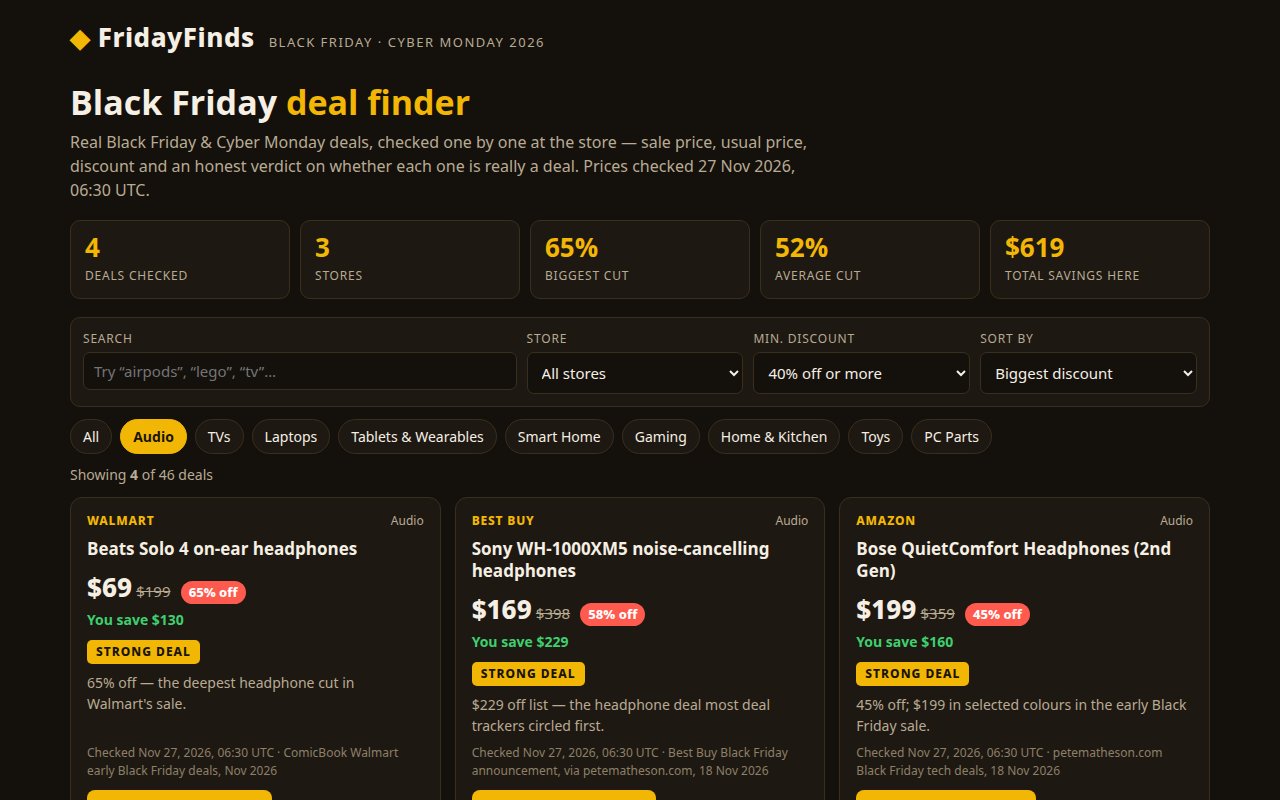 FridayFinds BLACK FRIDAY · CYBER MONDAY 2026
Black Friday deal finder
Real Black Friday & Cyber Monday deals, checked one by one at the store — sale price, usual price,
discount and an honest verdict on whether each one is really a deal. Prices checked 27 Nov 2026,
06:30 UTC.
4
DEALS CHECKED
3
STORES
65%
BIGGEST CUT
52%
AVERAGE CUT
$619
TOTAL SAVINGS HERE
SEARCH
Try “airpods”, “lego”, “tv”...
STORE
All stores
MIN. DISCOUNT
40% off or more
SORT BY
Biggest discount
All Audio TVs Laptops Tablets & Wearables Smart Home Gaming Home & Kitchen Toys PC Parts
Showing 4 of 46 deals
WALMART Audio
Beats Solo 4 on-ear headphones
$69 $199 65% off
You save $130
STRONG DEAL
65% off — the deepest headphone cut in
Walmart's sale.
Checked Nov 27, 2026, 06:30 UTC · ComicBook Walmart
early Black Friday deals, Nov 2026
BEST BUY Audio
Sony WH-1000XM5 noise-cancelling
headphones
$169 $398 58% off
You save $229
STRONG DEAL
$229 off list — the headphone deal most deal
trackers circled first.
Checked Nov 27, 2026, 06:30 UTC · Best Buy Black Friday
announcement, via petematheson.com, 18 Nov 2026
AMAZON Audio
Bose QuietComfort Headphones (2nd
Gen)
$199 $359 45% off
You save $160
STRONG DEAL
45% off; $199 in selected colours in the early Black
Friday sale.
Checked Nov 27, 2026, 06:30 UTC · petematheson.com
Black Friday tech deals, 18 Nov 2026